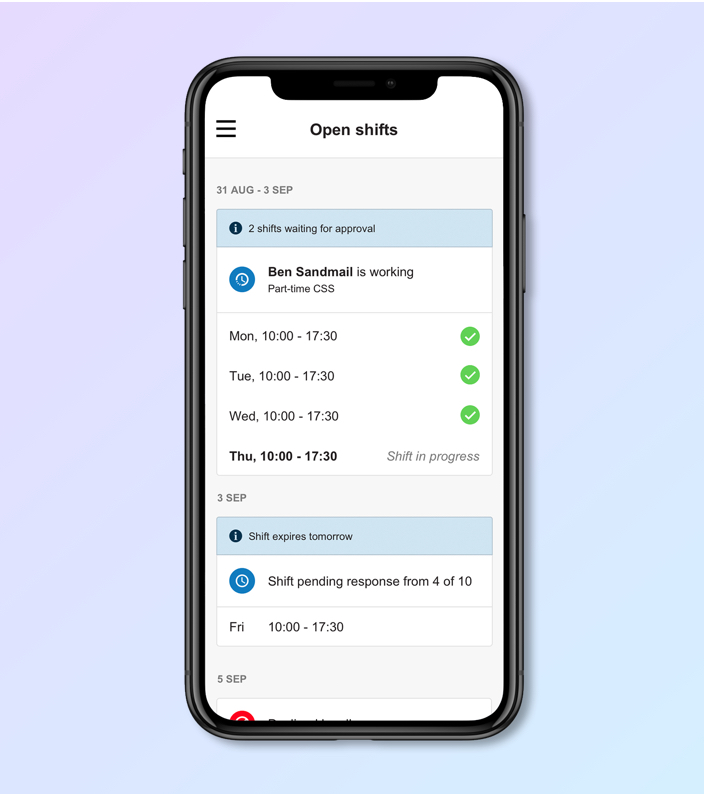 Open shifts
31 AUG - 3 SEP
2 shifts waiting for approval
Ben Sandmail is working
Part-time CSS
Mon, 10:00 - 17:30
Tue, 10:00 - 17:30
Wed, 10:00 - 17:30
Thu, 10:00 - 17:30 Shift in progress
3 SEP
Shift expires tomorrow
Shift pending response from 4 of 10
Fri 10:00 - 17:30
5 SEP